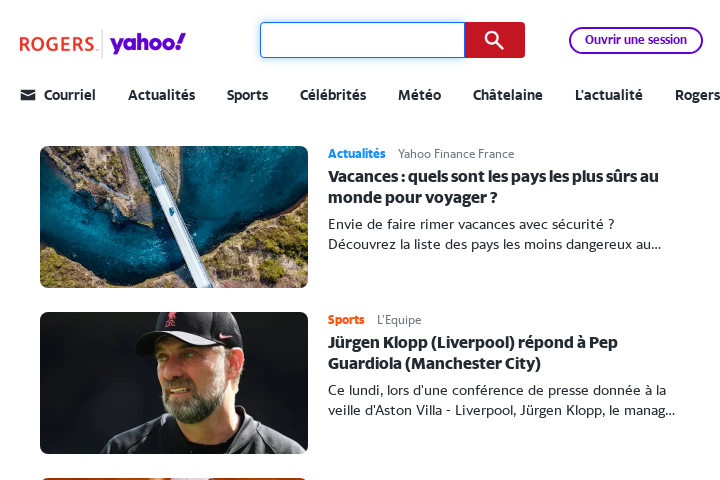 ROGERS yahoo!
Ouvrir une session
Courriel Actualités Sports Célébrités Météo Châtelaine L'actualité Rogers
Actualités Yahoo Finance France
Vacances : quels sont les pays les plus sûrs au
monde pour voyager ?
Envie de faire rimer vacances avec sécurité ?
Découvrez la liste des pays les moins dangereux au...
Sports L'Equipe
Jürgen Klopp (Liverpool) répond à Pep
Guardiola (Manchester City)
Ce lundi, lors d'une conférence de presse donnée à la
veille d'Aston Villa - Liverpool, Jürgen Klopp, le manag...